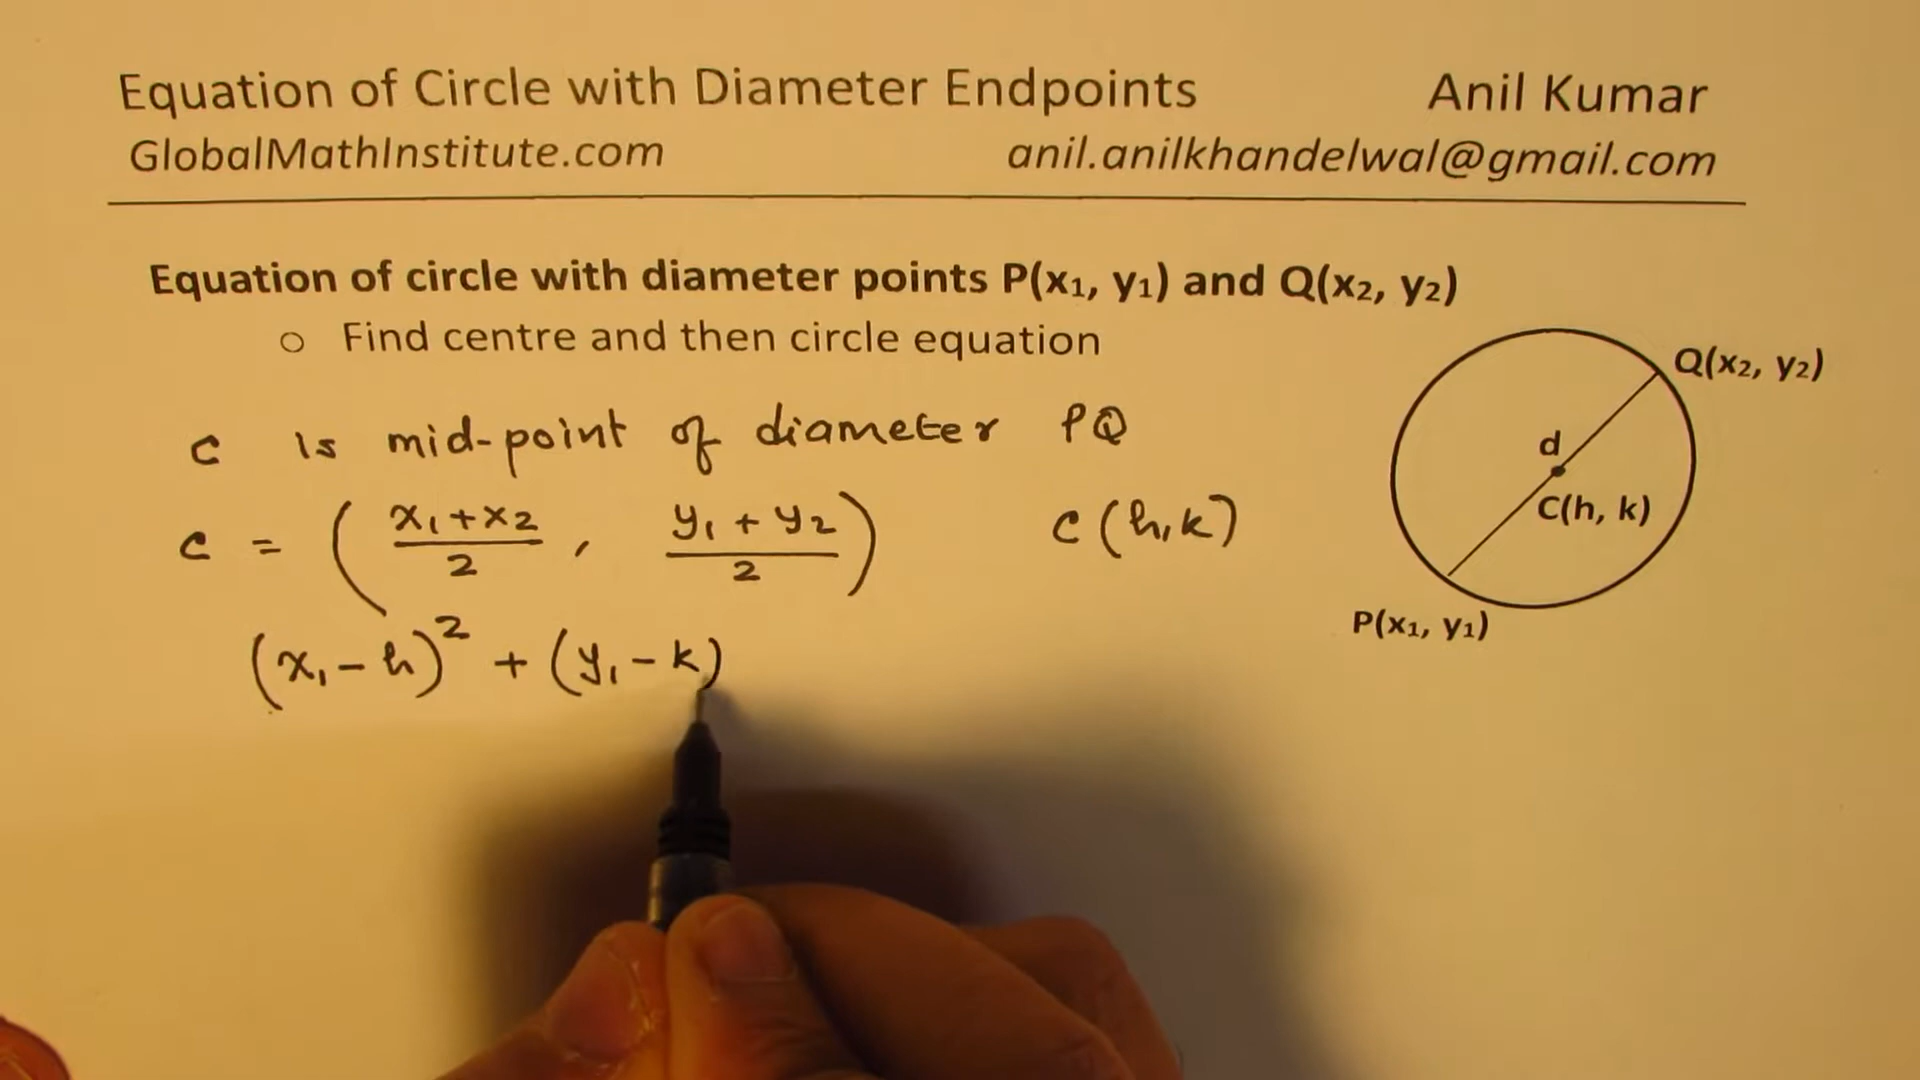 Equation of Circle with Diameter Endpoints Anil Kumar
GlobalMathInstitute.com anil.anilkhandelwal@gmail.com
Equation of circle with diameter points P(x₁, y₁) and Q(x₂, y₂)
○ Find centre and then circle equation
C is mid-point of diameter PQ
C = ( (x₁+x₂)/2 , (y₁+y₂)/2 ) C(h,k)
(x₁-h)² + (y₁-k)
Q(x₂, y₂)
d
C(h, k)
P(x₁, y₁)